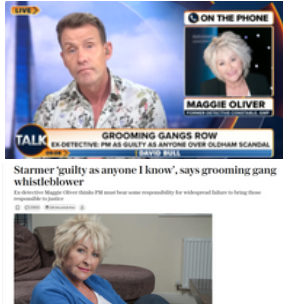 LIVE
ON THE PHONE
MAGGIE OLIVER
FORMER DETECTIVE CONSTABLE, GMP
GROOMING GANGS ROW
EX-DETECTIVE: PM AS GUILTY AS ANYONE OVER OLDHAM SCANDAL
TALK
DAVID BULL
Starmer ‘guilty as anyone I know’, says grooming gang
whistleblower
Ex-detective Maggie Oliver thinks PM must bear some responsibility for widespread failure to bring those
responsible to justice